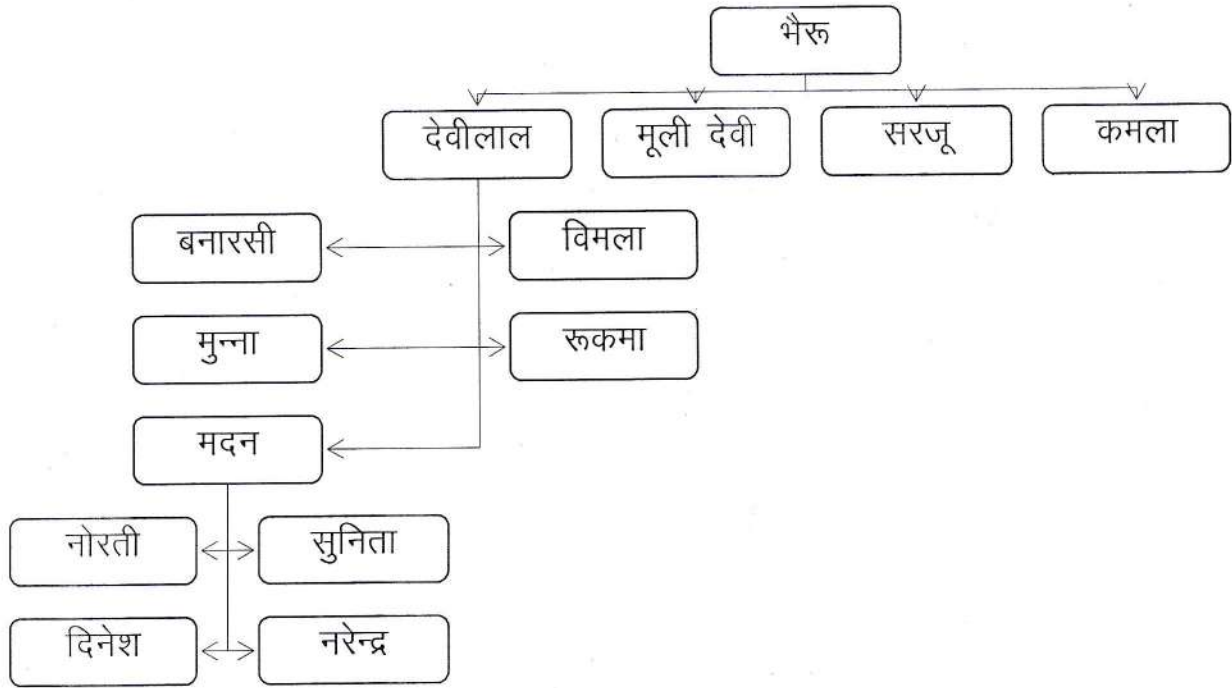 भैरू
देवीलाल मूली देवी सरजू कमला
बनारसी विमला
मुन्ना रूकमा
मदन
नोरती सुनिता
दिनेश नरेन्द्र